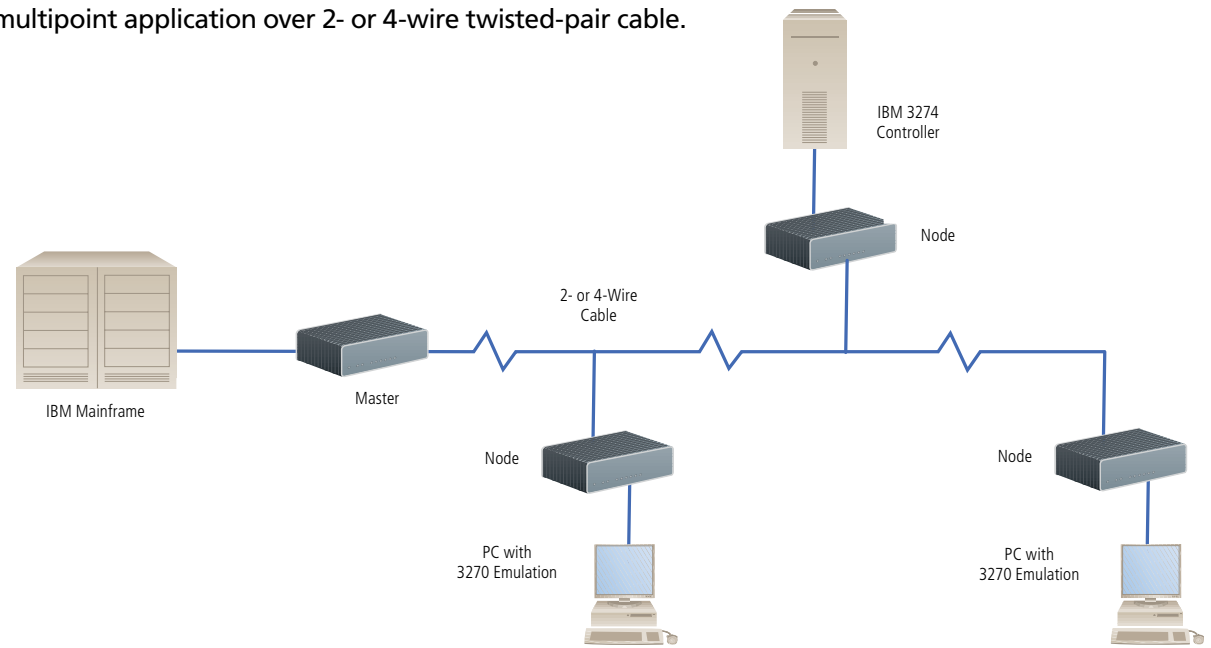 multipoint application over 2- or 4-wire twisted-pair cable.
IBM 3274
Controller
Node
2- or 4-Wire
Cable
IBM Mainframe
Master
Node
Node
PC with
3270 Emulation
PC with
3270 Emulation